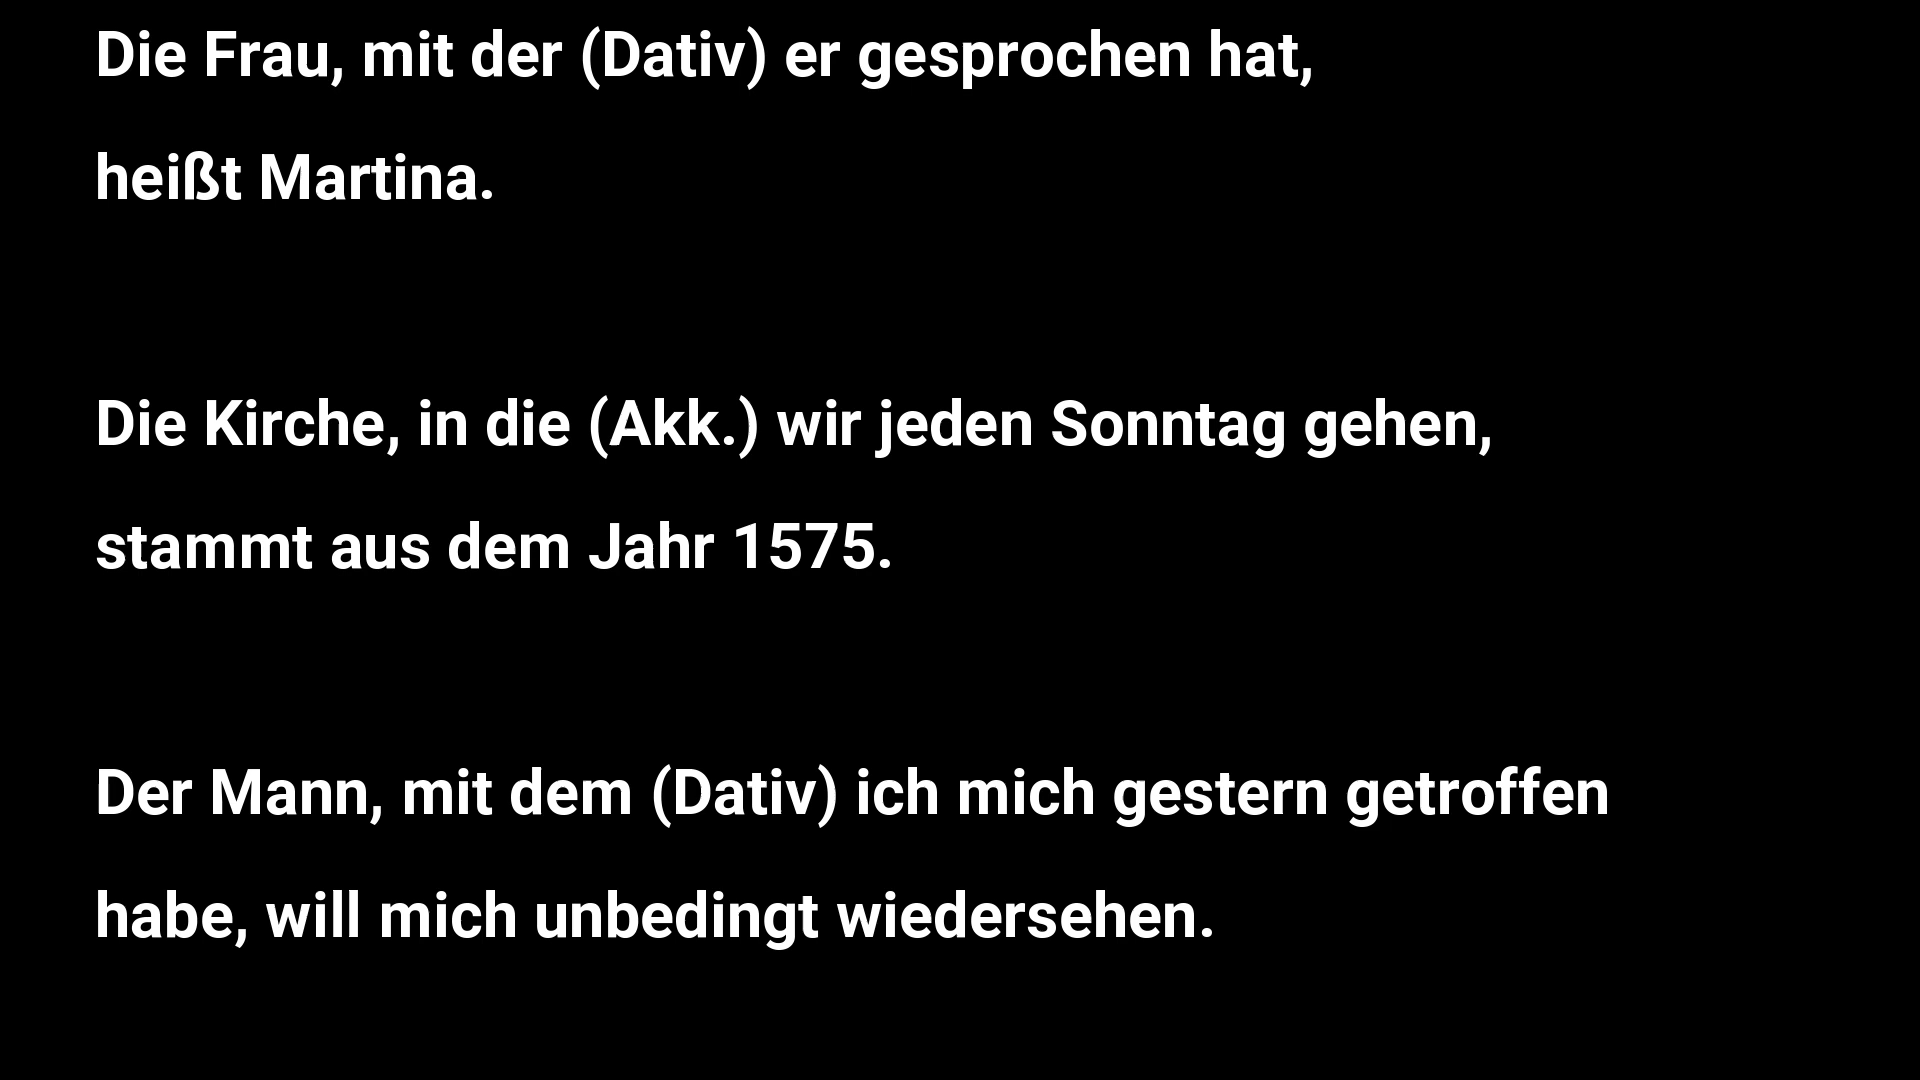 Die Frau, mit der (Dativ) er gesprochen hat,
heißt Martina.
Die Kirche, in die (Akk.) wir jeden Sonntag gehen,
stammt aus dem Jahr 1575.
Der Mann, mit dem (Dativ) ich mich gestern getroffen
habe, will mich unbedingt wiedersehen.